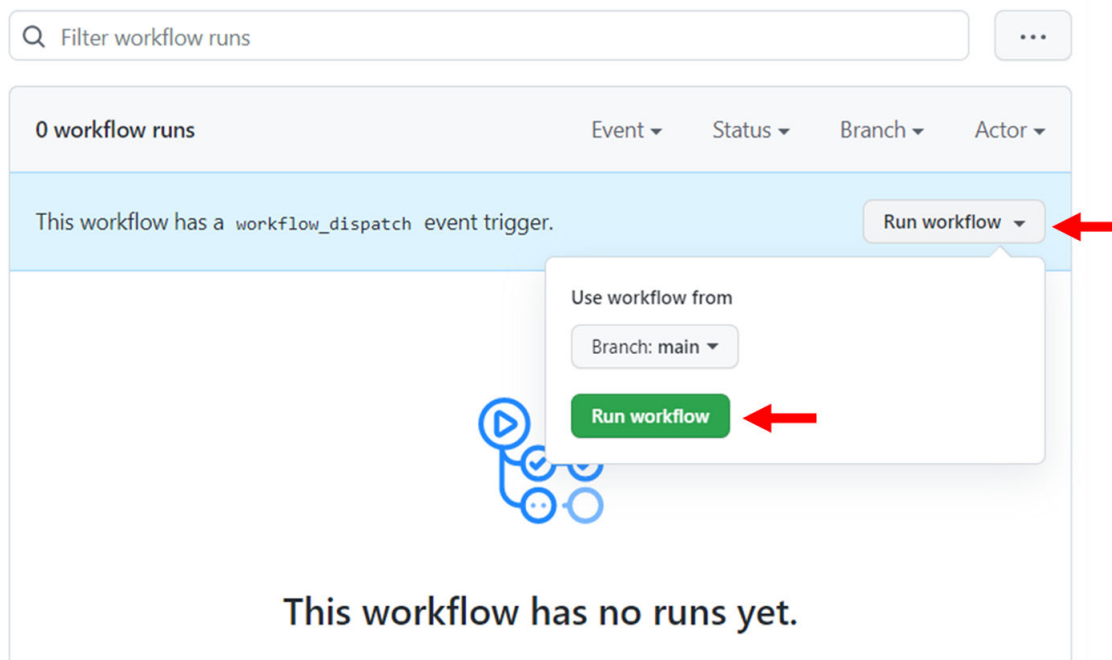 Filter workflow runs
...
0 workflow runs
Event
Status
Branch
Actor
This workflow has a workflow_dispatch event trigger.
Run workflow
Use workflow from
Branch: main
Run workflow
This workflow has no runs yet.